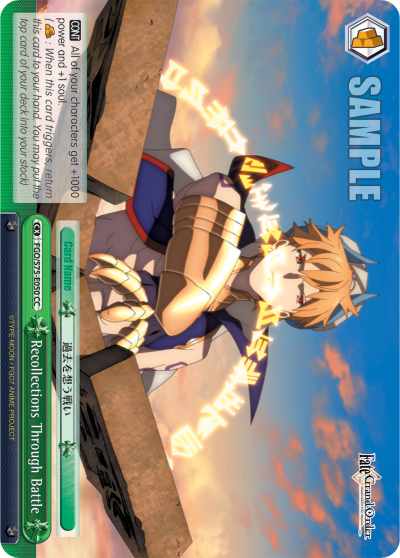 SAMPLE
Fate
Grand Order
CONT All of your characters get +1000
power and +1 soul.
( : When this card triggers, return
this card to your hand. You may put the
top card of your deck into your stock)
CX FGO/S75-E050 CC
Card Name
過去を想う戦い
Recollections Through Battle
©TYPE-MOON / FGO7 ANIME PROJECT